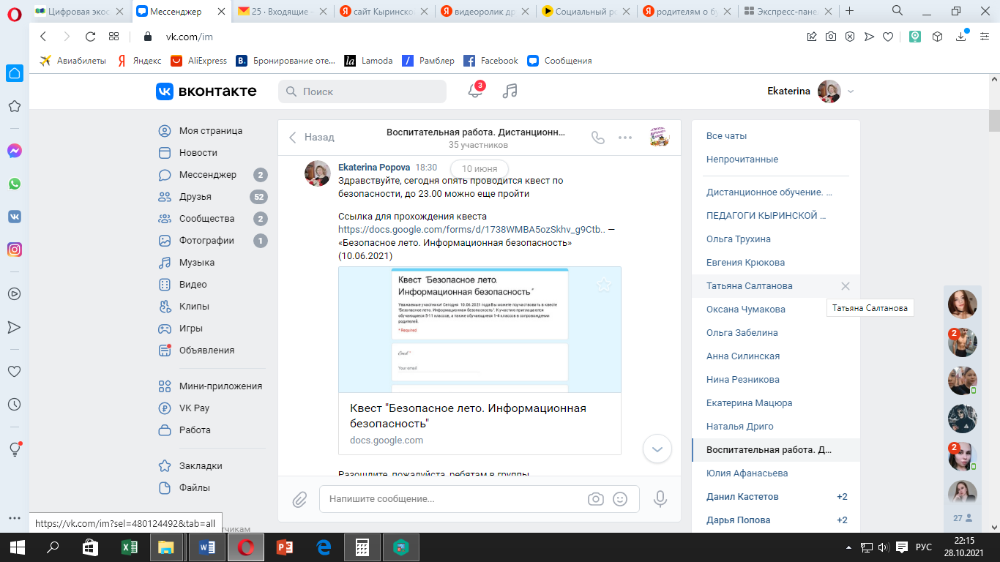 Цифровая экос
Мессенджер
25 · Входящие —
сайт Кыринско
видеоролик др
Социальный ро
родителям о бу
Экспресс-пане
vk.com/im
Авиабилеты
Яндекс
AliExpress
Бронирование оте...
Lamoda
Рамблер
Facebook
Сообщения
вконтакте
Поиск
3
Ekaterina
Моя страница
Новости
Мессенджер 2
Друзья 52
Сообщества 2
Фотографии 1
Музыка
Видео
Клипы
Игры
Объявления
Мини-приложения
VK Pay
Работа
Закладки
Файлы
тчикам
Назад
Воспитательная работа. Дистанционн...
35 участников
Ekaterina Popova 18:30
10 июня
Здравствуйте, сегодня опять проводится квест по
безопасности, до 23.00 можно еще пройти
Ссылка для прохождения квеста
https://docs.google.com/forms/d/1738WMBA5ozSkhv_g9Ctb.. —
«Безопасное лето. Информационная безопасность»
(10.06.2021)
Квест "Безопасное лето.
Информационная безопасность"
Уважаемые участники! Сегодня 10.06.2021 года Вы можете поучаствовать в квесте
"Безопасное лето. Информационная безопасность". К участию приглашаются
обучающиеся 5-11 классов, а также обучающиеся 1-4 классов в сопровождении
родителей.
* Required
Email *
Your email
Квест "Безопасное лето. Информационная
безопасность"
docs.google.com
Разошлите, пожалуйста, ребятам в группы
Напишите сообщение...
Все чаты
Непрочитанные
Дистанционное обучение. ...
ПЕДАГОГИ КЫРИНСКОЙ ...
Ольга Трухина
Евгения Крюкова
Татьяна Салтанова
Татьяна Салтанова
Оксана Чумакова
Ольга Забелина
Анна Силинская
Нина Резникова
Екатерина Мацюра
Наталья Дриго
Воспитательная работа. Д...
Юлия Афанасьева
Данил Кастетов +2
Дарья Попова +2
2
2
27
https://vk.com/im?sel=480124492&tab=all
РУС
22:15
28.10.2021